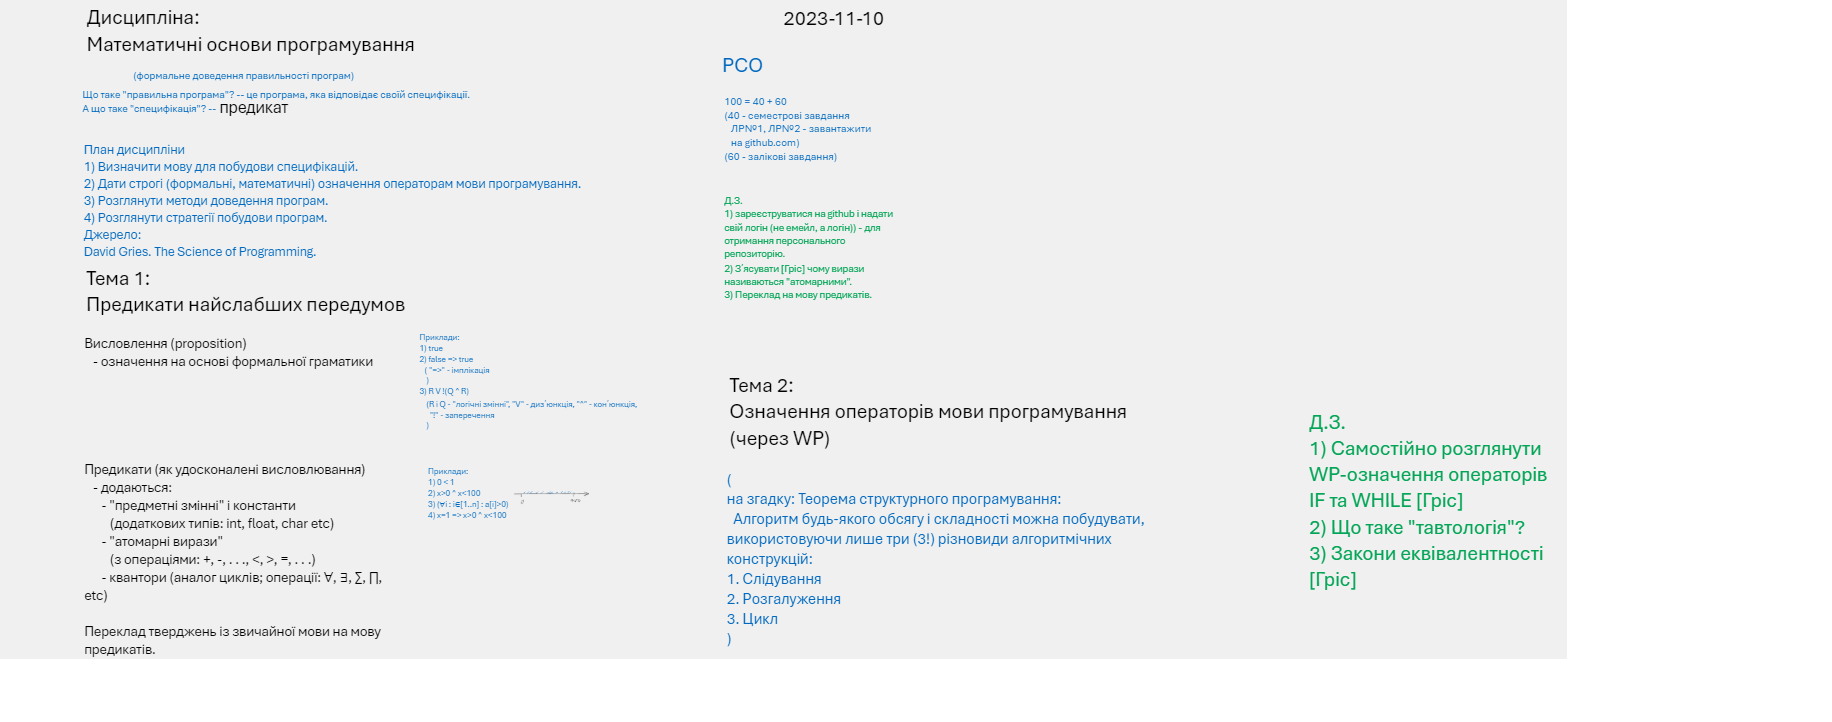 Дисципліна:
Математичні основи програмування
(формальне доведення правильності програм)
Що таке "правильна програма"? -- це програма, яка відповідає своїй специфікації.
А що таке "специфікація"? -- предикат
План дисципліни
1) Визначити мову для побудови специфікацій.
2) Дати строгі (формальні, математичні) означення операторам мови програмування.
3) Розглянути методи доведення програм.
4) Розглянути стратегії побудови програм.
Джерело:
David Gries. The Science of Programming.
Тема 1:
Предикати найслабших передумов
Висловлення (proposition)
- означення на основі формальної граматики
Приклади:
1) true
2) false => true
( "=>" - імплікація
)
3) R V !(Q ^ R)
(R і Q - "логічні змінні", "V" - диз'юнкція, "^" - кон'юнкція,
"!" - заперечення
)
Предикати (як удосконалені висловлювання)
- додаються:
- "предметні змінні" і константи
(додаткових типів: int, float, char etc)
- "атомарні вирази"
(з операціями: +, -, . . ., <, >, =, . . .)
- квантори (аналог циклів; операції: ∀, ∃, ∑, ∏,
etc)
Приклади:
1) 0 < 1
2) x>0 ^ x<100
3) (∀i : i∈[1..n] : a[i]>0)
4) x=1 => x>0 ^ x<100
Переклад тверджень із звичайної мови на мову
предикатів.
2023-11-10
РСО
100 = 40 + 60
(40 - семестрові завдання
ЛР№1, ЛР№2 - завантажити
на github.com)
(60 - залікові завдання)
Д.З.
1) зареєструватися на github і надати
свій логін (не емейл, а логін)) - для
отримання персонального
репозиторію.
2) З'ясувати [Гріс] чому вирази
називаються "атомарними".
3) Переклад на мову предикатів.
Тема 2:
Означення операторів мови програмування
(через WP)
(
на згадку: Теорема структурного програмування:
Алгоритм будь-якого обсягу і складності можна побудувати,
використовуючи лише три (3!) різновиди алгоритмічних
конструкцій:
1. Слідування
2. Розгалуження
3. Цикл
)
Д.З.
1) Самостійно розглянути
WP-означення операторів
IF та WHILE [Гріс]
2) Що таке "тавтологія"?
3) Закони еквівалентності
[Гріс]